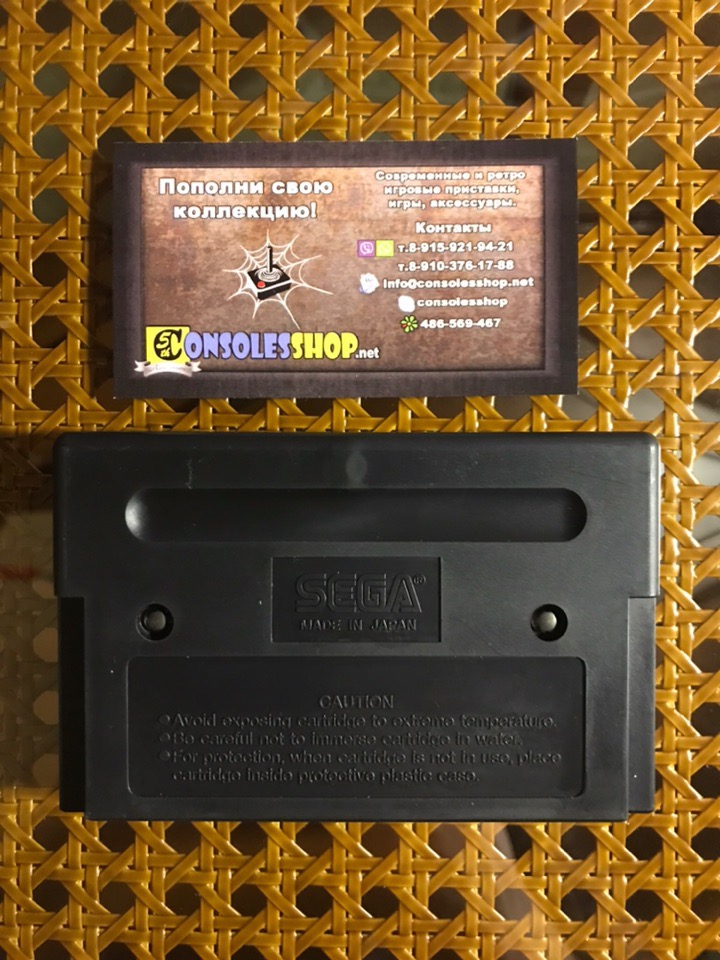 Пополни свою
коллекцию!
Современные и ретро
игровые приставки,
игры, аксессуары.
Контакты
т.8-915-921-94-21
т.8-910-376-17-88
info@consolesshop.net
consolesshop
486-569-467
CONSOLESSHOP.net
SEGA®
MADE IN JAPAN
CAUTION
Avoid exposing cartridge to extreme temperature.
Be careful not to immerse cartridge in water.
For protection, when cartridge is not in use, place
cartridge inside protective plastic case.